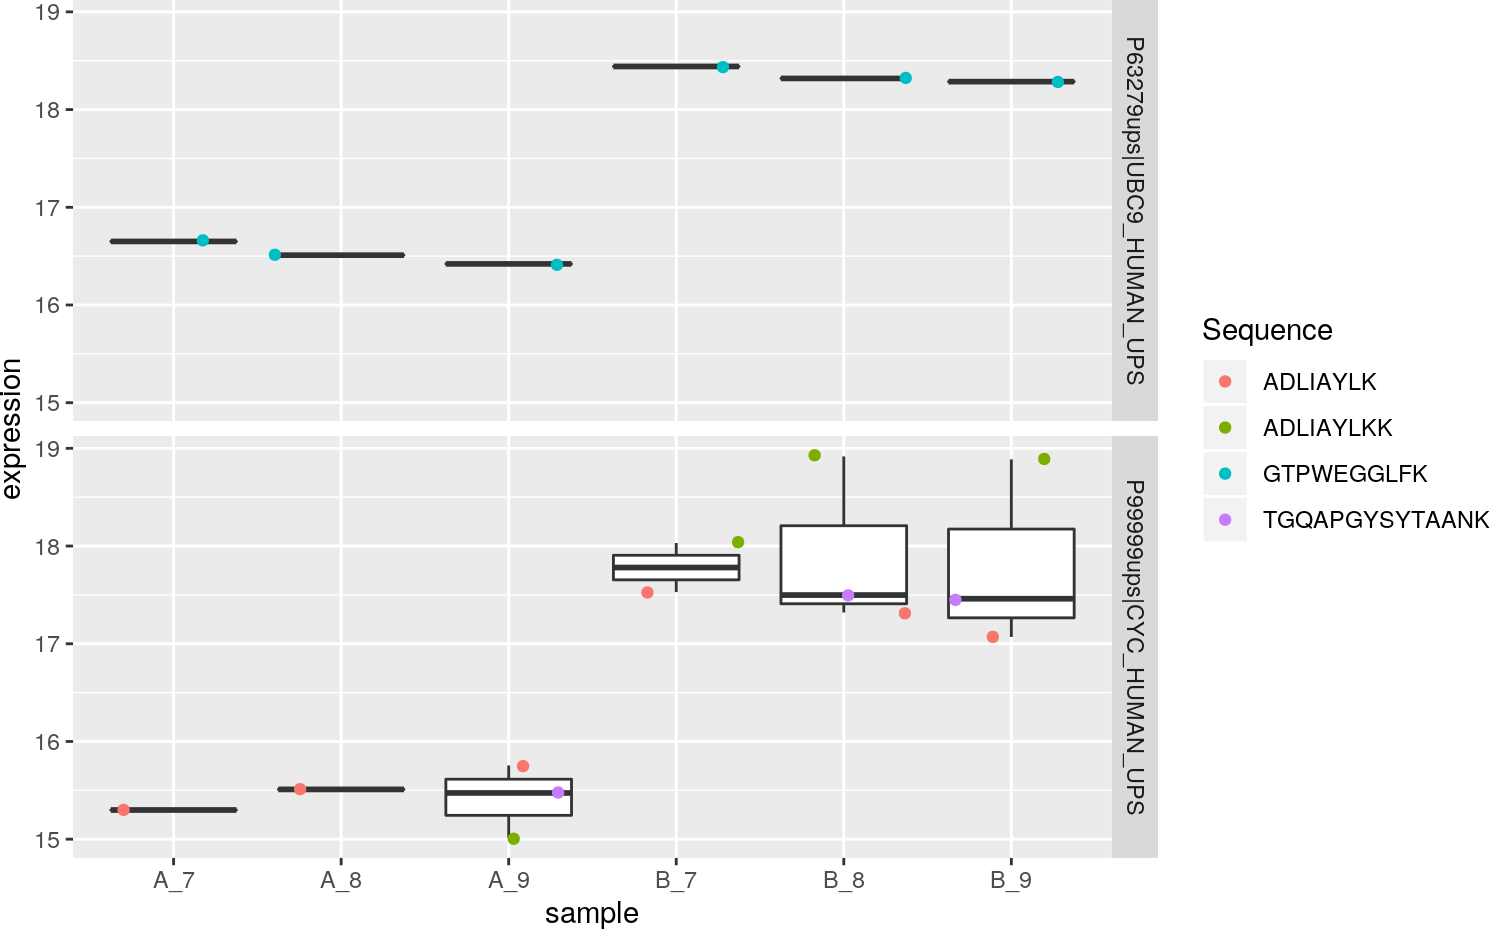 19
18
17
16
15
P63279ups|UBC9_HUMAN_UPS
expression
19
18
17
16
15
P99999ups|CYC_HUMAN_UPS
A_7 A_8 A_9 B_7 B_8 B_9
sample
Sequence
ADLIAYLK
ADLIAYLKK
GTPWEGGLFK
TGQAPGYSYTAANK